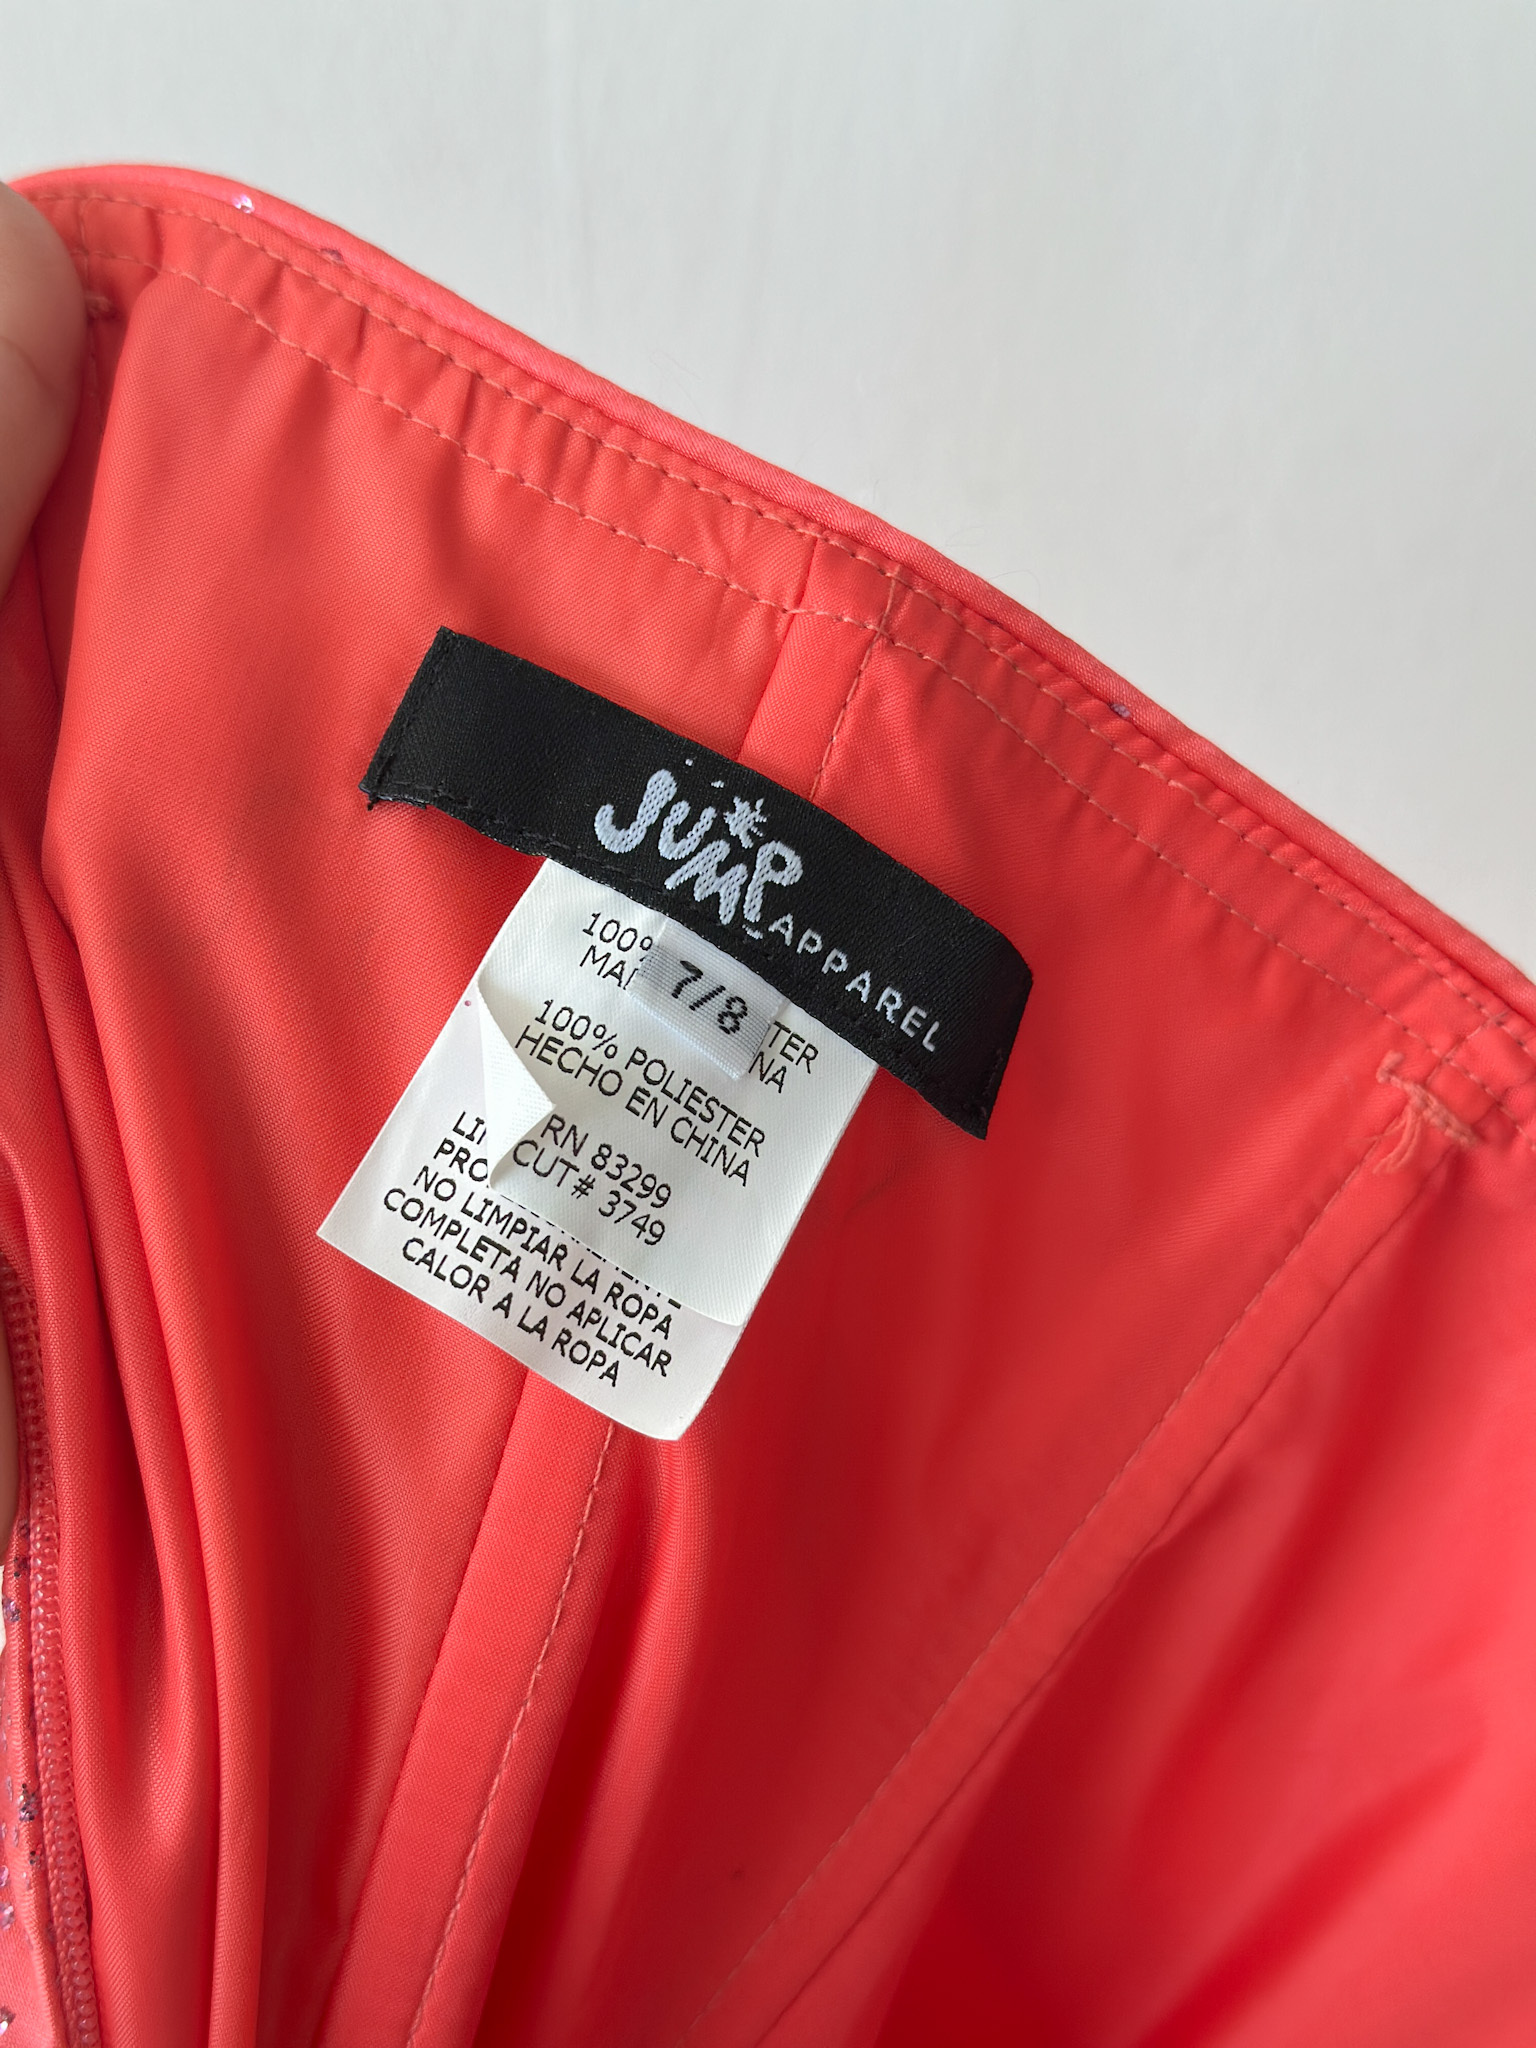 JUMP
APPAREL
7/8
100%
100% POLIESTER
HECHO EN CHINA
RN 83299
CUT# 3749
NO LIMPIAR LA ROPA
COMPLETA NO APLICAR
CALOR A LA ROPA